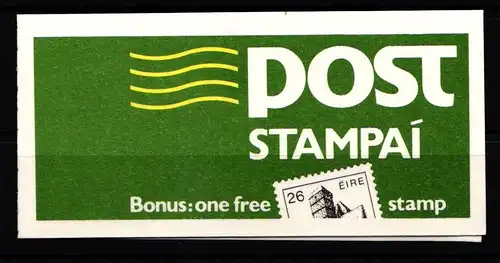 post
STAMPAÍ
26 ÉIRE
Bonus: one free stamp